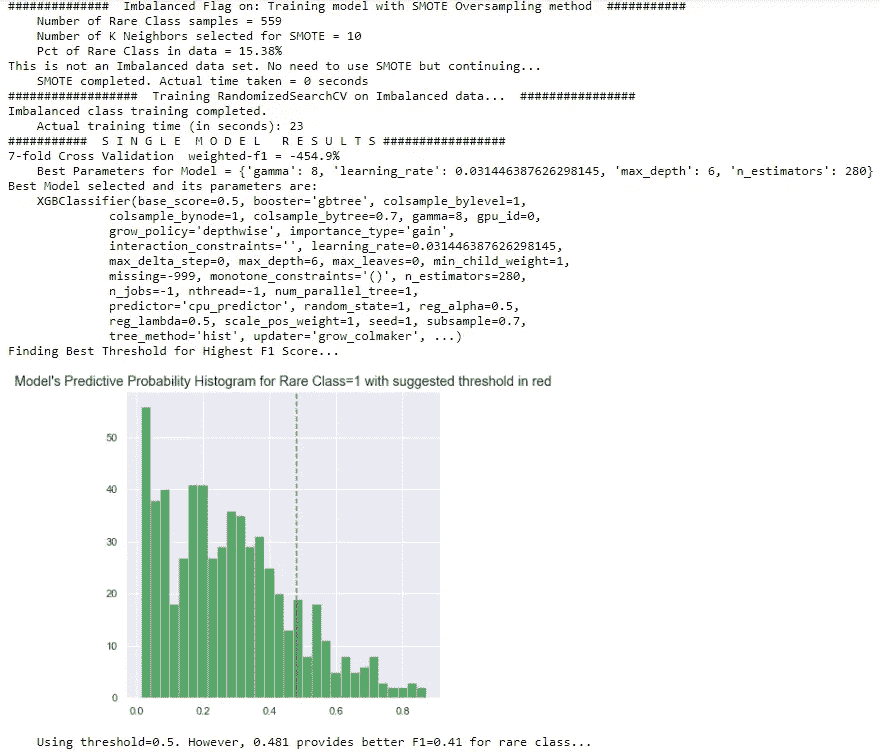 ############## Imbalanced Flag on: Training model with SMOTE Oversampling method ###########
Number of Rare Class samples = 559
Number of K Neighbors selected for SMOTE = 10
Pct of Rare Class in data = 15.38%
This is not an Imbalanced data set. No need to use SMOTE but continuing...
SMOTE completed. Actual time taken = 0 seconds
################## Training RandomizedSearchCV on Imbalanced data... ################
Imbalanced class training completed.
Actual training time (in seconds): 23
########### S I N G L E  M O D E L  R E S U L T S #################
7-fold Cross Validation weighted-f1 = -454.9%
Best Parameters for Model = {'gamma': 8, 'learning_rate': 0.031446387626298145, 'max_depth': 6, 'n_estimators': 280}
Best Model selected and its parameters are:
XGBClassifier(base_score=0.5, booster='gbtree', colsample_bylevel=1,
colsample_bynode=1, colsample_bytree=0.7, gamma=8, gpu_id=0,
grow_policy='depthwise', importance_type='gain',
interaction_constraints='', learning_rate=0.031446387626298145,
max_delta_step=0, max_depth=6, max_leaves=0, min_child_weight=1,
missing=-999, monotone_constraints='()', n_estimators=280,
n_jobs=-1, nthread=-1, num_parallel_tree=1,
predictor='cpu_predictor', random_state=1, reg_alpha=0.5,
reg_lambda=0.5, scale_pos_weight=1, seed=1, subsample=0.7,
tree_method='hist', updater='grow_colmaker', ...)
Finding Best Threshold for Highest F1 Score...
Model's Predictive Probability Histogram for Rare Class=1 with suggested threshold in red
50
40
30
20
10
0
0.0 0.2 0.4 0.6 0.8
Using threshold=0.5. However, 0.481 provides better F1=0.41 for rare class...